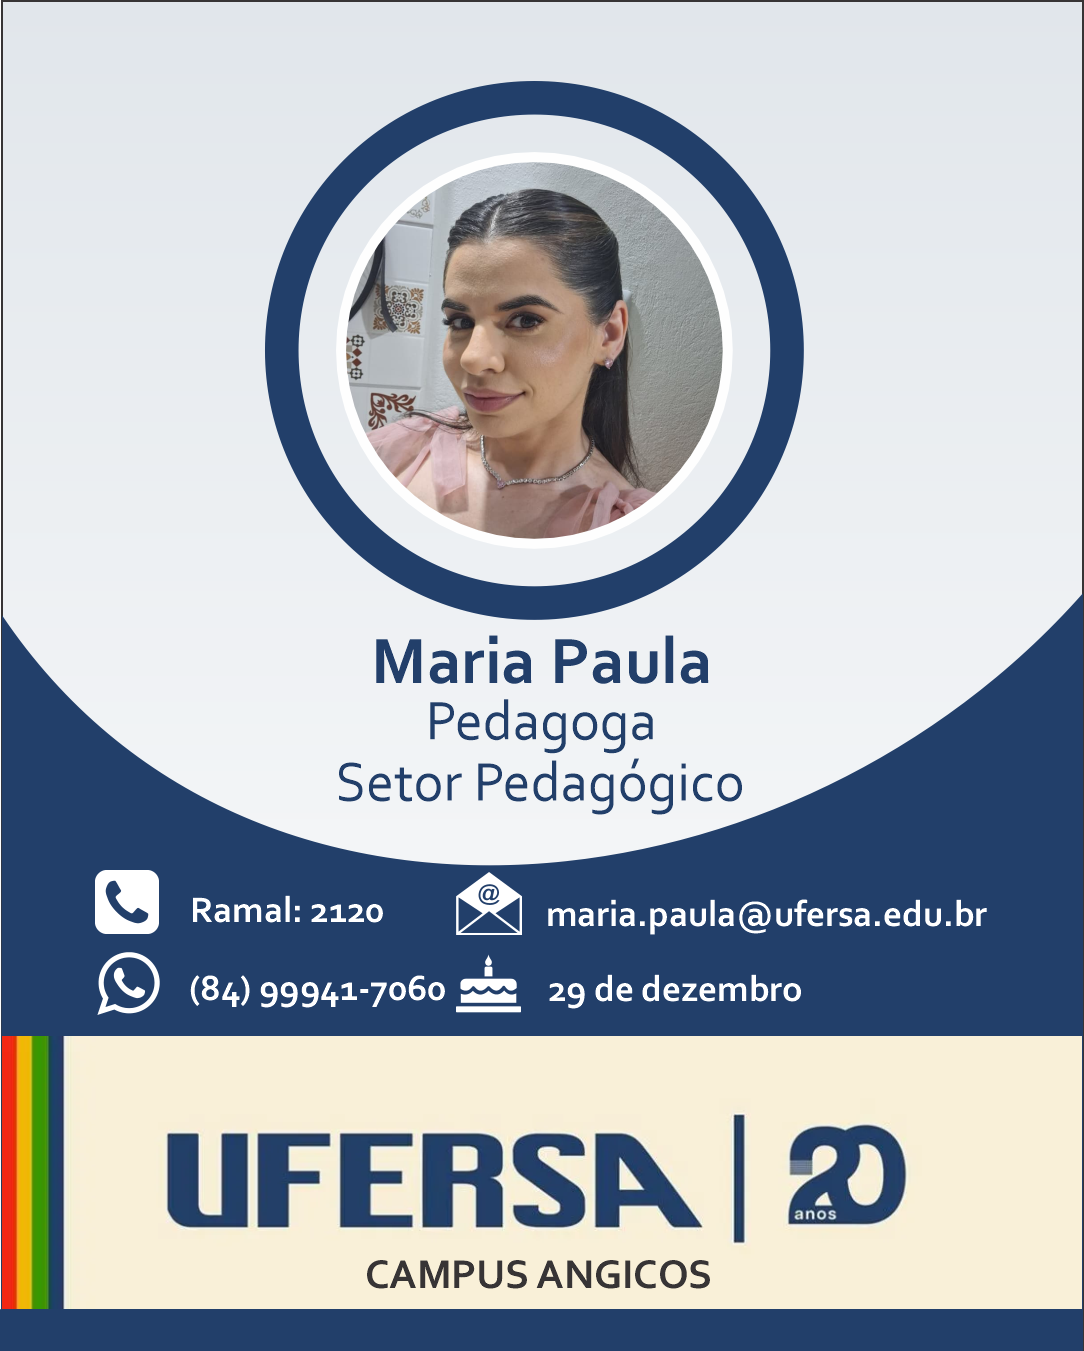 Maria Paula
Pedagoga
Setor Pedagógico
Ramal: 2120
@
maria.paula@ufersa.edu.br
(84) 99941-7060
29 de dezembro
UFERSA | 20
anos
CAMPUS ANGICOS